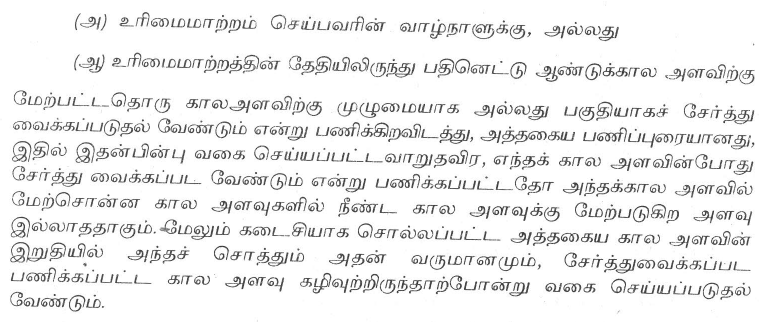 (அ) உரிமைமாற்றம் செய்பவரின் வாழ்நாளுக்கு, அல்லது
(ஆ) உரிமைமாற்றத்தின் தேதியிலிருந்து பதினெட்டு ஆண்டுக்கால அளவிற்கு
மேற்பட்டதொரு காலஅளவிற்கு முழுமையாக அல்லது பகுதியாகச் சேர்த்து
வைக்கப்படுதல் வேண்டும் என்று பணிக்கிறவிடத்து, அத்தகைய பணிப்புரையானது,
இதில் இதன்பின்பு வகை செய்யப்பட்டவாறுதவிர, எந்தக் கால அளவின்போது
சேர்த்து வைக்கப்பட வேண்டும் என்று பணிக்கப்பட்டதோ அந்தக்கால அளவில்
மேற்சொன்ன கால அளவுகளில் நீண்ட கால அளவுக்கு மேற்படுகிற அளவு
இல்லாததாகும். மேலும் கடைசியாக சொல்லப்பட்ட அத்தகைய கால அளவின்
இறுதியில் அந்தச் சொத்தும் அதன் வருமானமும், சேர்த்துவைக்கப்பட
பணிக்கப்பட்ட கால அளவு கழிவுற்றிருந்தாற்போன்று வகை செய்யப்படுதல்
வேண்டும்.